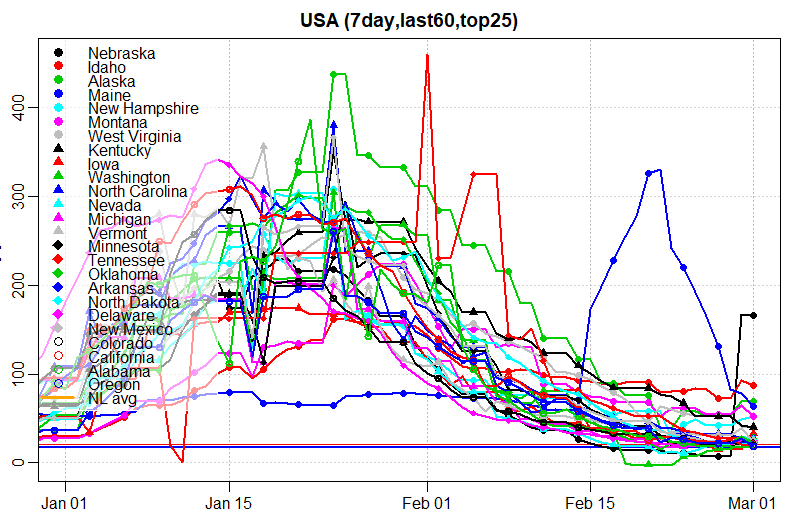 USA (7day,last60,top25)
400
300
200
100
0
Nebraska
Idaho
Alaska
Maine
New Hampshire
Montana
West Virginia
Kentucky
Iowa
Washington
North Carolina
Nevada
Michigan
Vermont
Minnesota
Tennessee
Oklahoma
Arkansas
North Dakota
Delaware
New Mexico
Colorado
California
Alabama
Oregon
NL avg
Jan 01
Jan 15
Feb 01
Feb 15
Mar 01